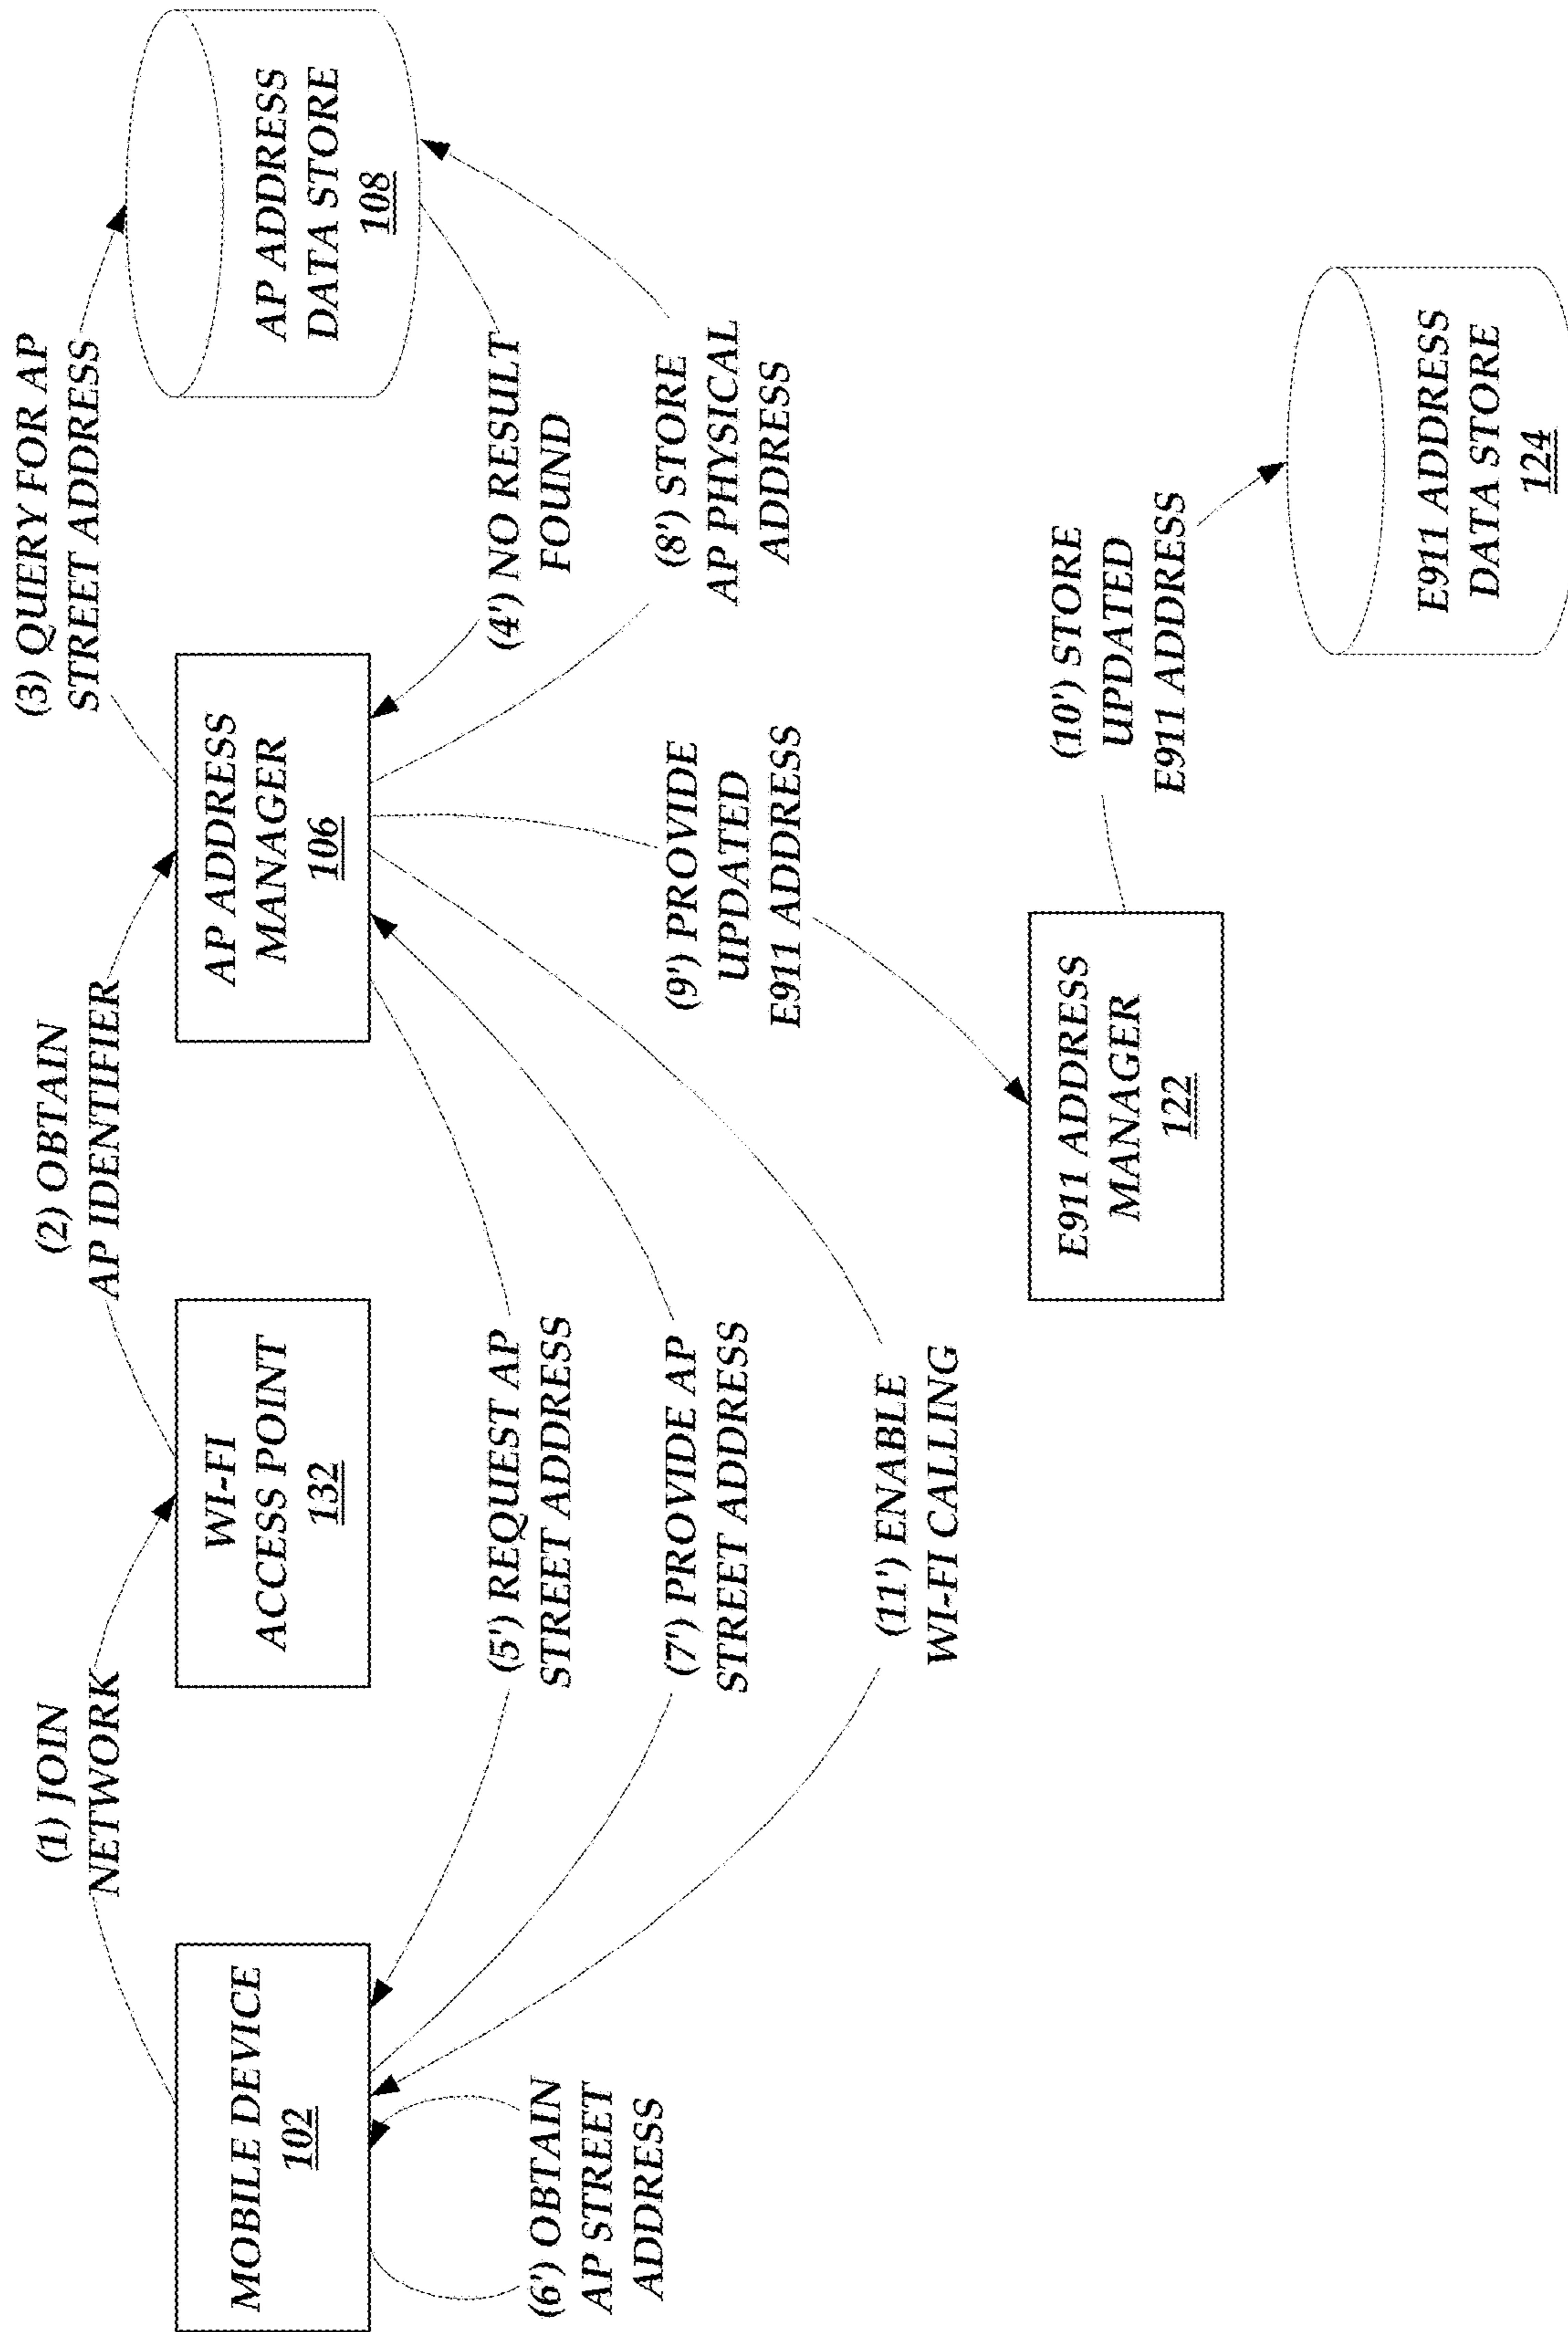 (1) JOIN
NETWORK
(2) OBTAIN
AP IDENTIFIER
(3) QUERY FOR AP
STREET ADDRESS
MOBILE DEVICE
102
WI-FI
ACCESS POINT
132
AP ADDRESS
MANAGER
106
AP ADDRESS
DATA STORE
108
(4') NO RESULT
FOUND
(5') REQUEST AP
STREET ADDRESS
(6') OBTAIN
AP STREET
ADDRESS
(7') PROVIDE AP
STREET ADDRESS
(8') STORE
AP PHYSICAL
ADDRESS
(9') PROVIDE
UPDATED
E911 ADDRESS
(10') STORE
UPDATED
E911 ADDRESS
(11') ENABLE
WI-FI CALLING
E911 ADDRESS
MANAGER
122
E911 ADDRESS
DATA STORE
124